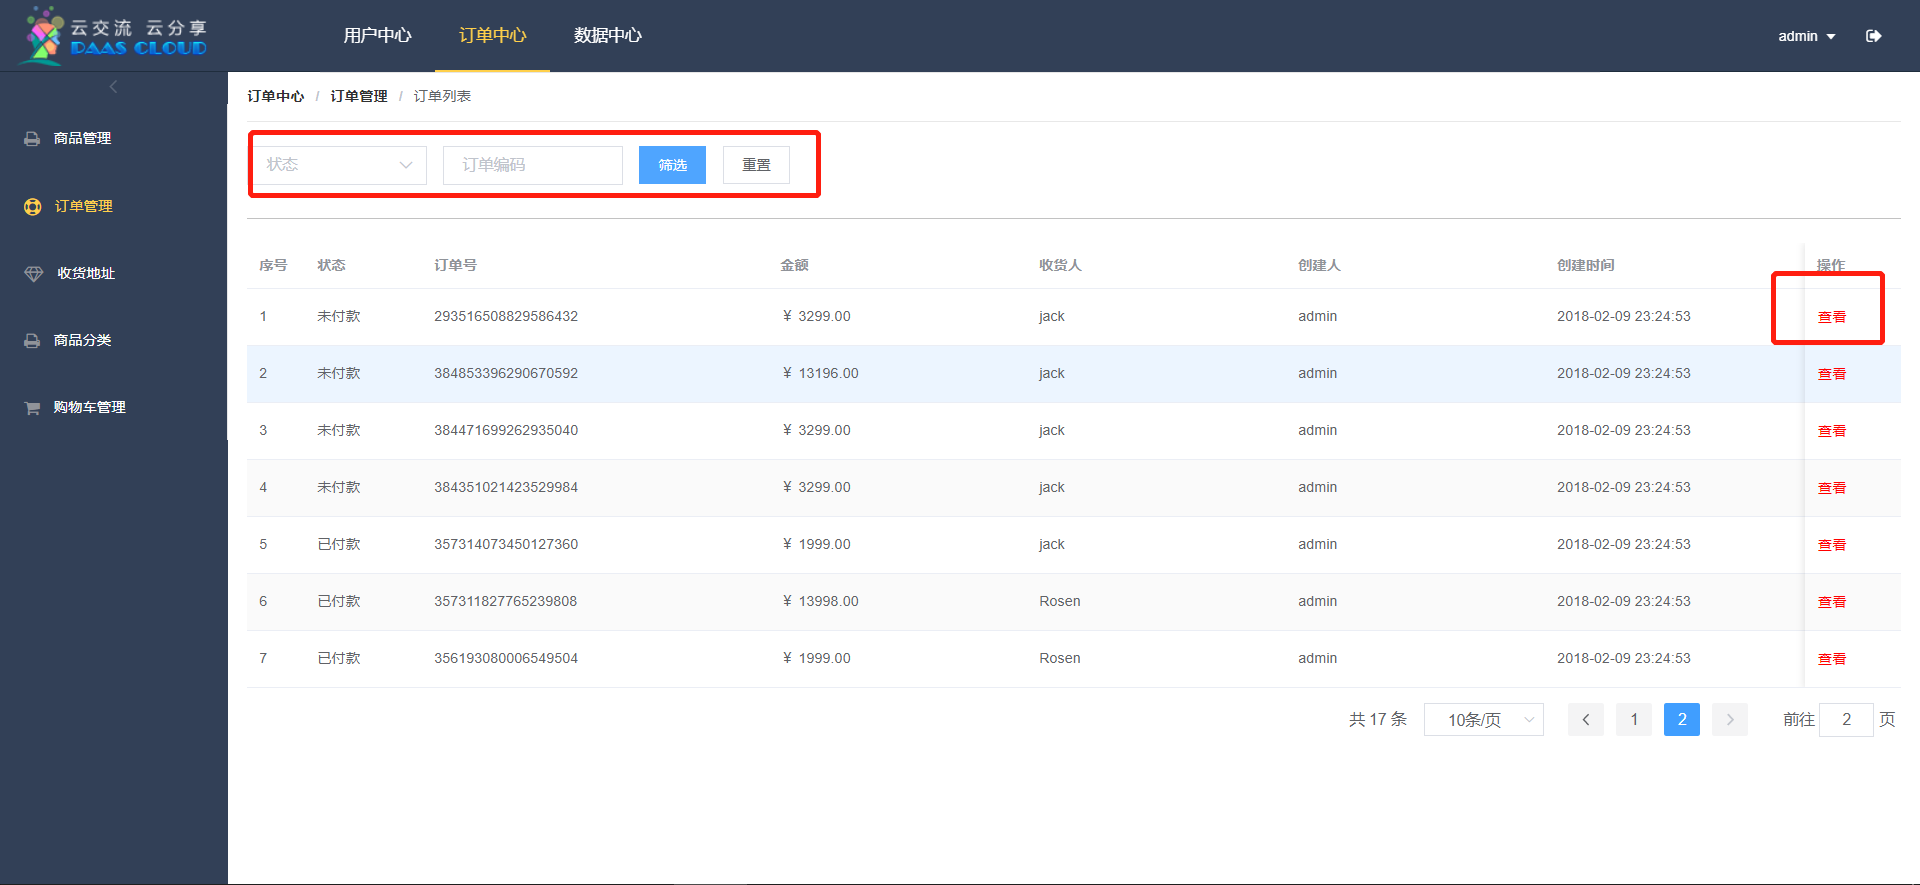 云交流 云分享
DAAS CLOUD
用户中心 订单中心 数据中心
admin
商品管理
订单管理
收货地址
商品分类
购物车管理
订单中心 / 订单管理 / 订单列表
状态 订单编码 筛选 重置
序号 状态 订单号 金额 收货人 创建人 创建时间 操作
1 未付款 293516508829586432 ¥ 3299.00 jack admin 2018-02-09 23:24:53 查看
2 未付款 384853396290670592 ¥ 13196.00 jack admin 2018-02-09 23:24:53 查看
3 未付款 384471699262935040 ¥ 3299.00 jack admin 2018-02-09 23:24:53 查看
4 未付款 384351021423529984 ¥ 3299.00 jack admin 2018-02-09 23:24:53 查看
5 已付款 357314073450127360 ¥ 1999.00 jack admin 2018-02-09 23:24:53 查看
6 已付款 357311827765239808 ¥ 13998.00 Rosen admin 2018-02-09 23:24:53 查看
7 已付款 356193080006549504 ¥ 1999.00 Rosen admin 2018-02-09 23:24:53 查看
共 17 条 10条/页 1 2 前往 2 页